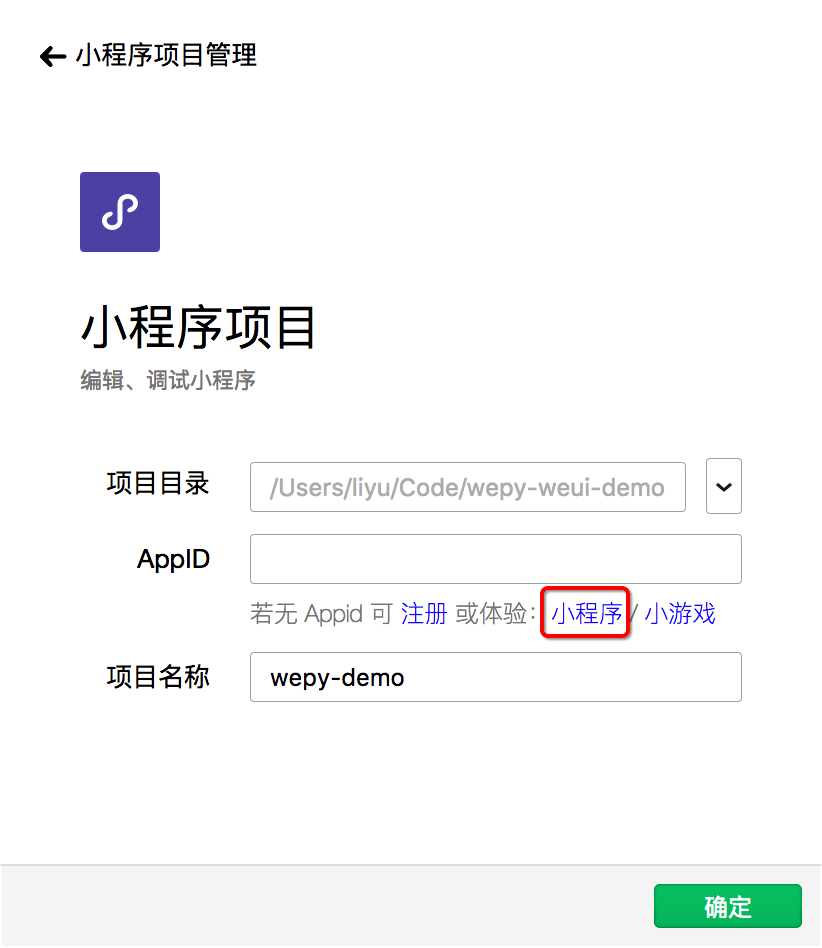 小程序项目管理
小程序项目
编辑、调试小程序
项目目录 /Users/liyu/Code/wepy-weui-demo
AppID
若无 Appid 可 注册 或体验: 小程序 / 小游戏
项目名称 wepy-demo
确定